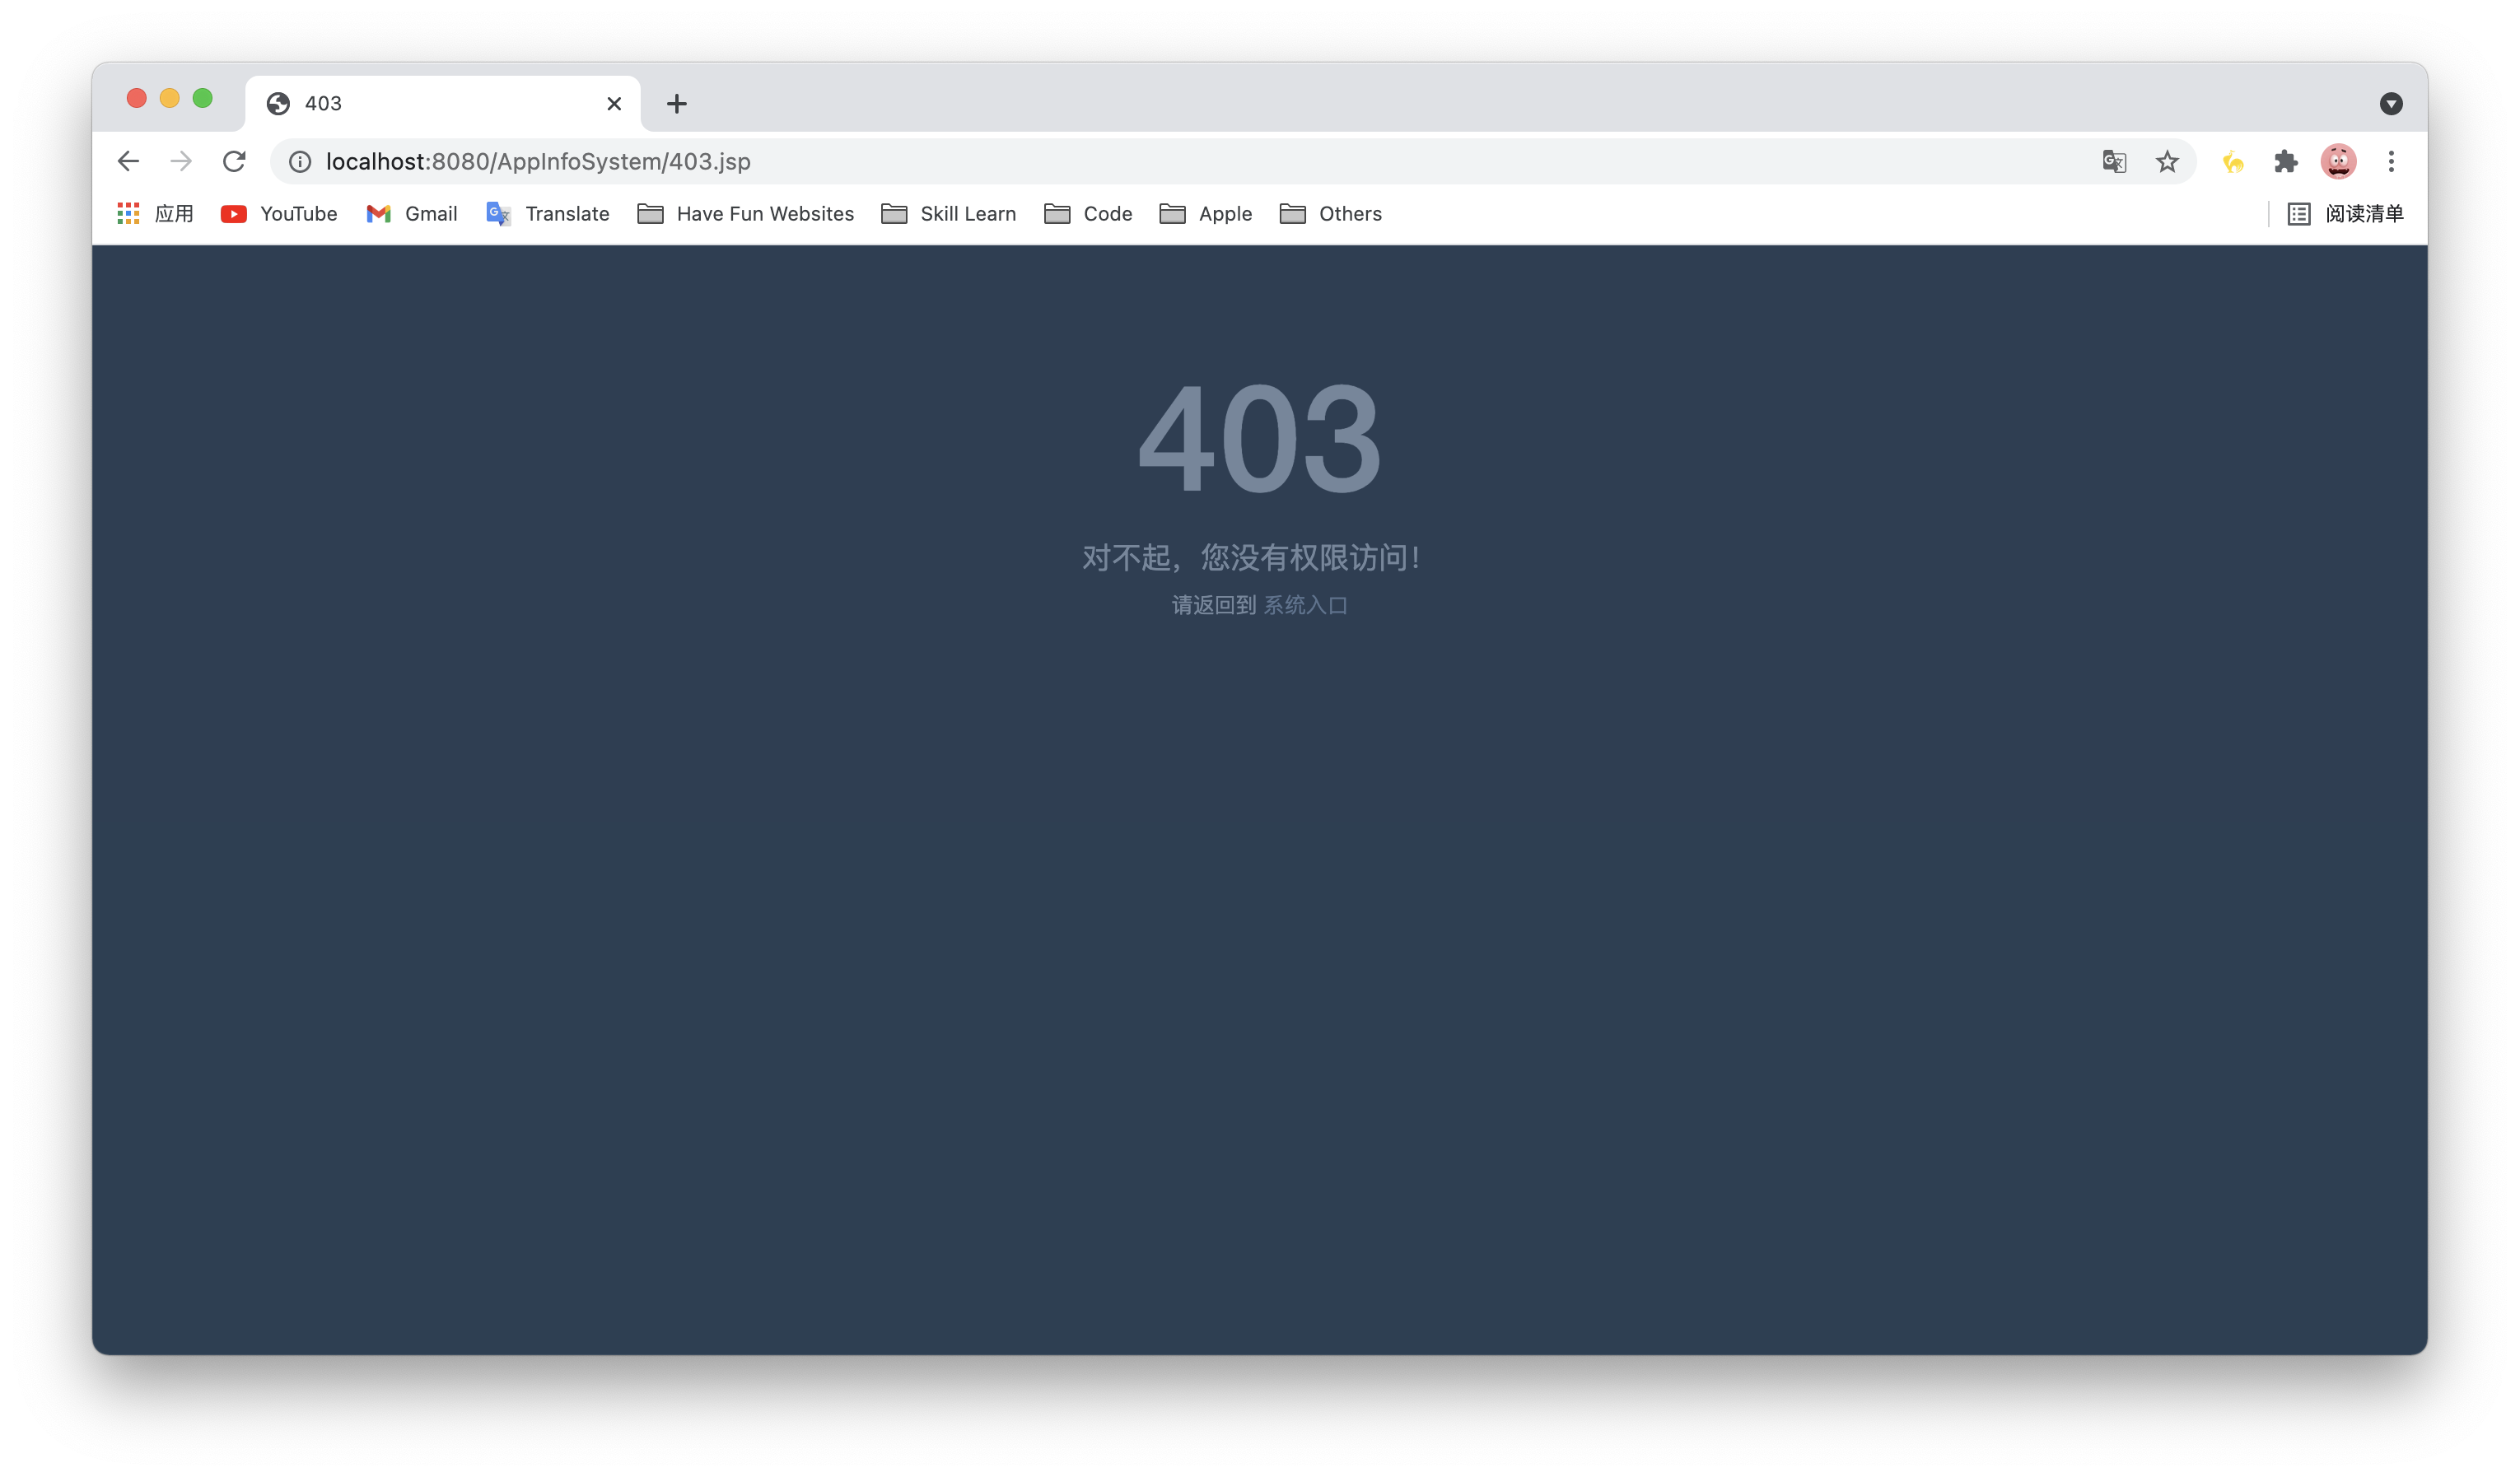 403
localhost:8080/AppInfoSystem/403.jsp
应用 YouTube Gmail Translate Have Fun Websites Skill Learn Code Apple Others 阅读清单
403
对不起，您没有权限访问！
请返回到 系统入口